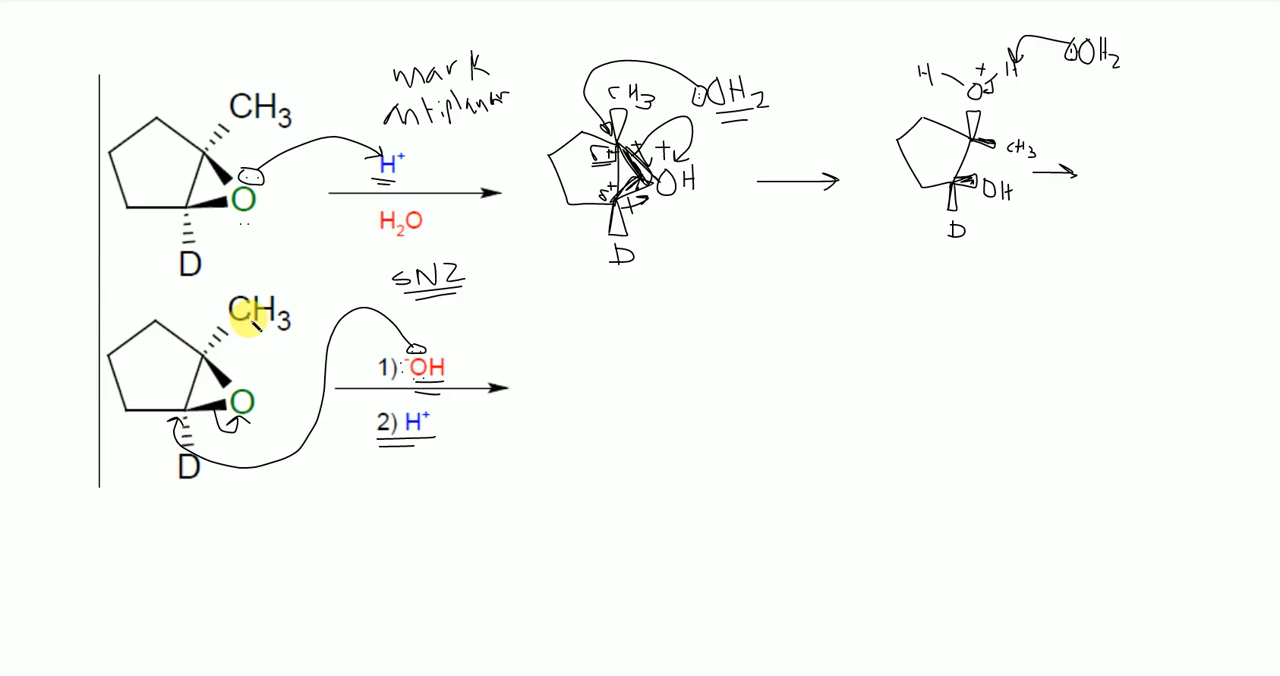 mark
antiplanar
CH3
H+
O
H2O
D
CH3
:OH2
δ+
+
OH
δ+
D
H
+
H
O
:OH2
CH3
OH
D
SN2
CH3
1):⁻OH
O
2) H+
D